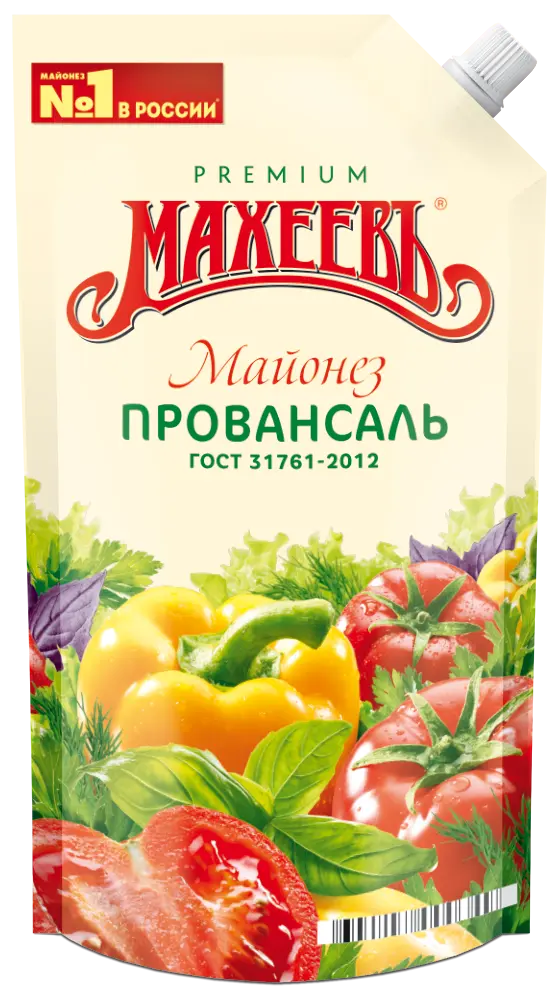 МАЙОНЕЗ
№1 В РОССИИ
PREMIUM
МАХЕЕВЪ®
Майонез
ПРОВАНСАЛЬ
ГОСТ 31761-2012